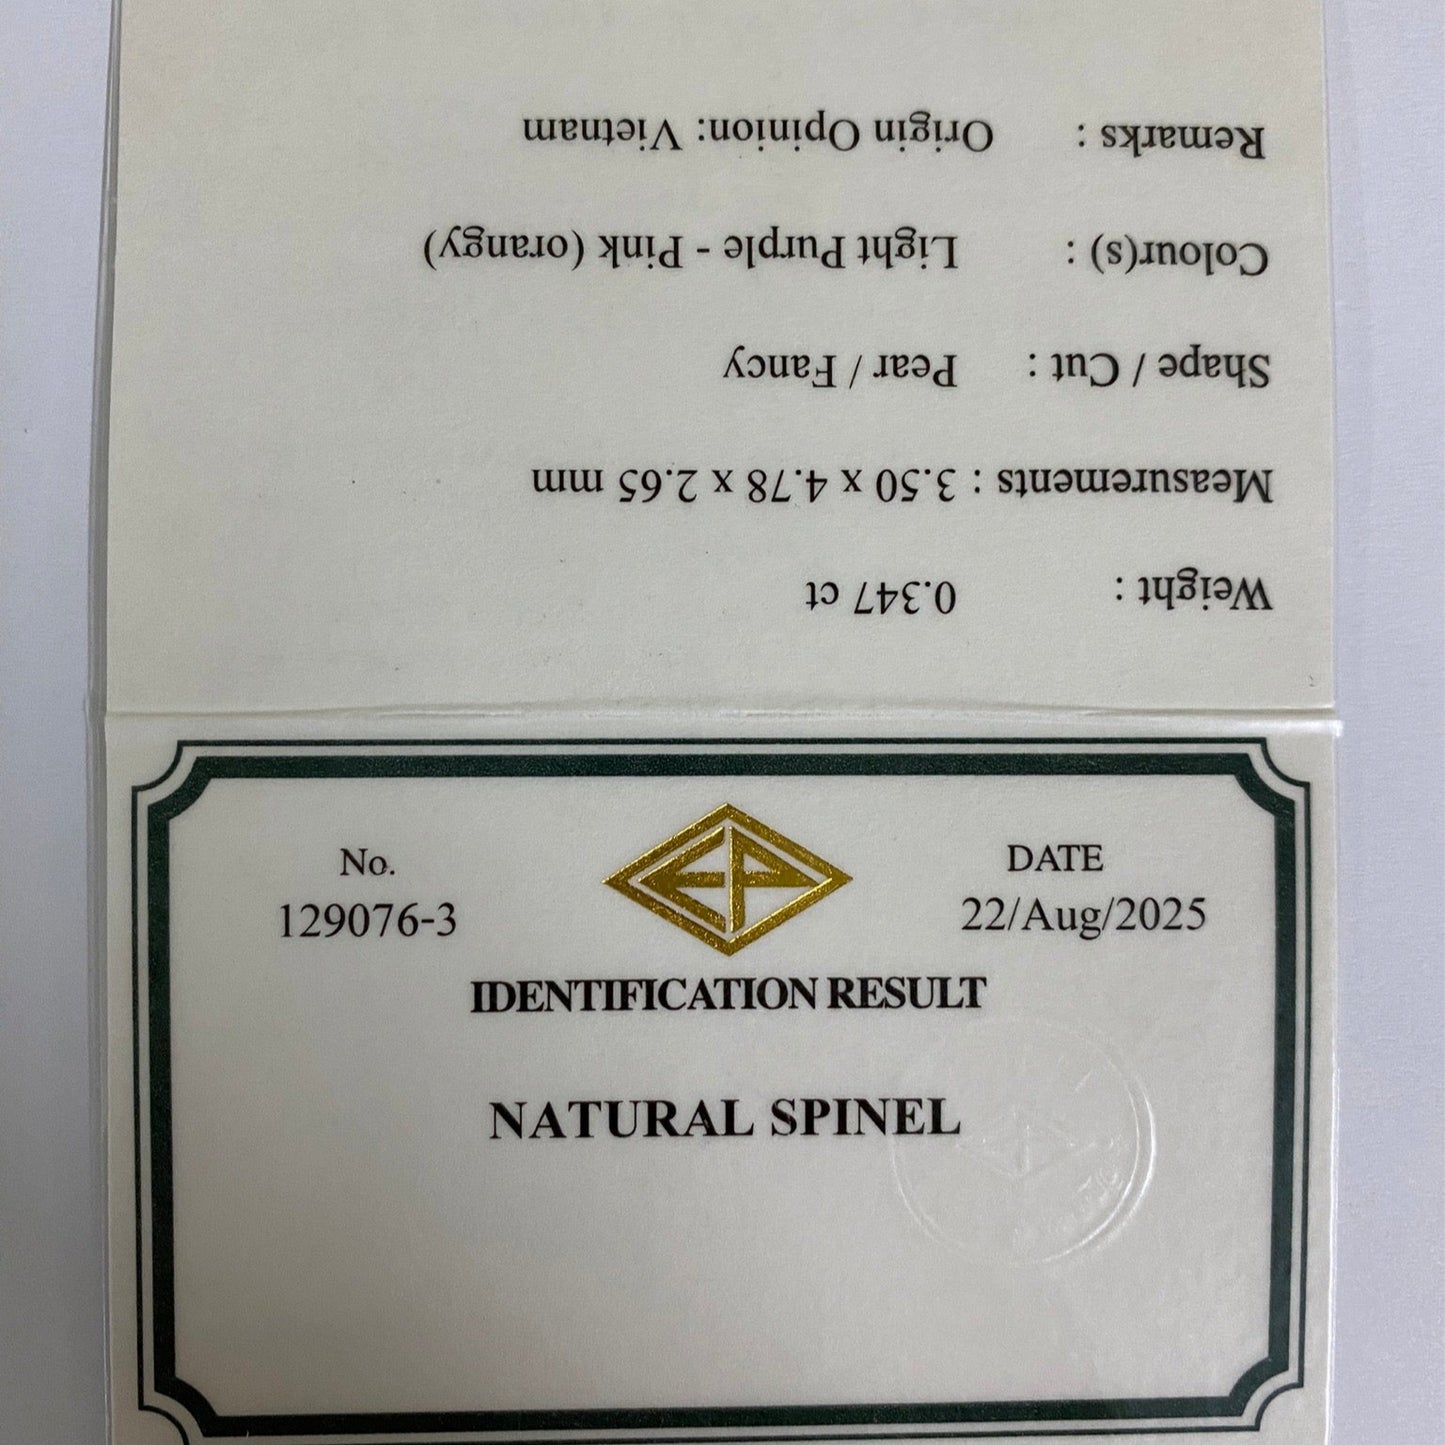 No.
129076-3
DATE
22/Aug/2025
IDENTIFICATION RESULT
NATURAL SPINEL
Weight : 0.347 ct
Measurements : 3.50 x 4.78 x 2.65 mm
Shape / Cut : Pear / Fancy
Colour(s) : Light Purple - Pink (orangy)
Remarks : Origin Opinion: Vietnam